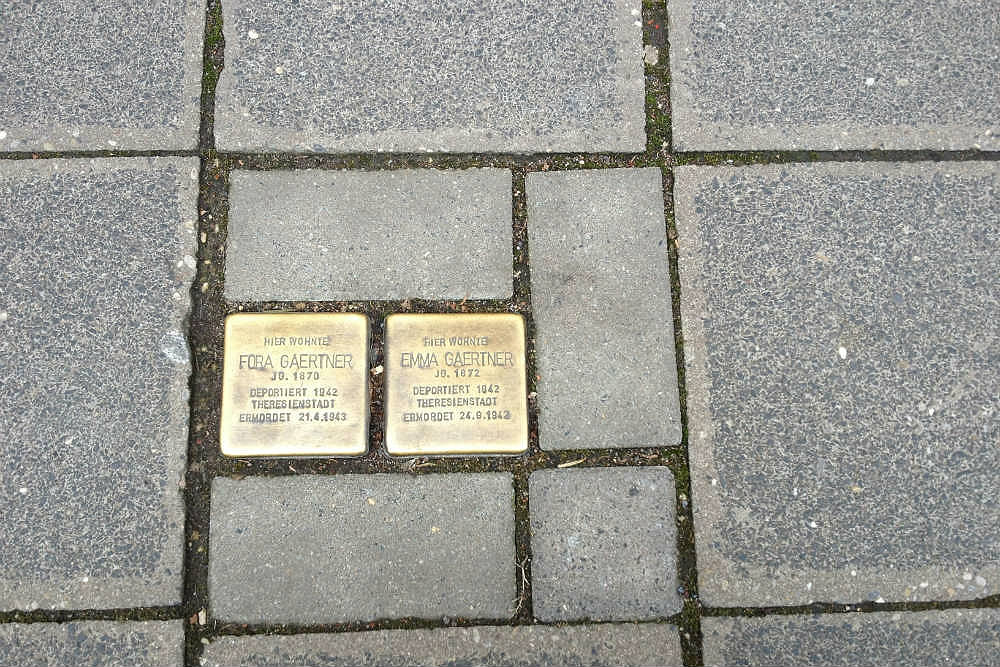 HIER WOHNTE
FORA GAERTNER
JG. 1870
DEPORTIERT 1942
THERESIENSTADT
ERMORDET 21.4.1943
HIER WOHNTE
EMMA GAERTNER
JG. 1872
DEPORTIERT 1942
THERESIENSTADT
ERMORDET 24.9.1942